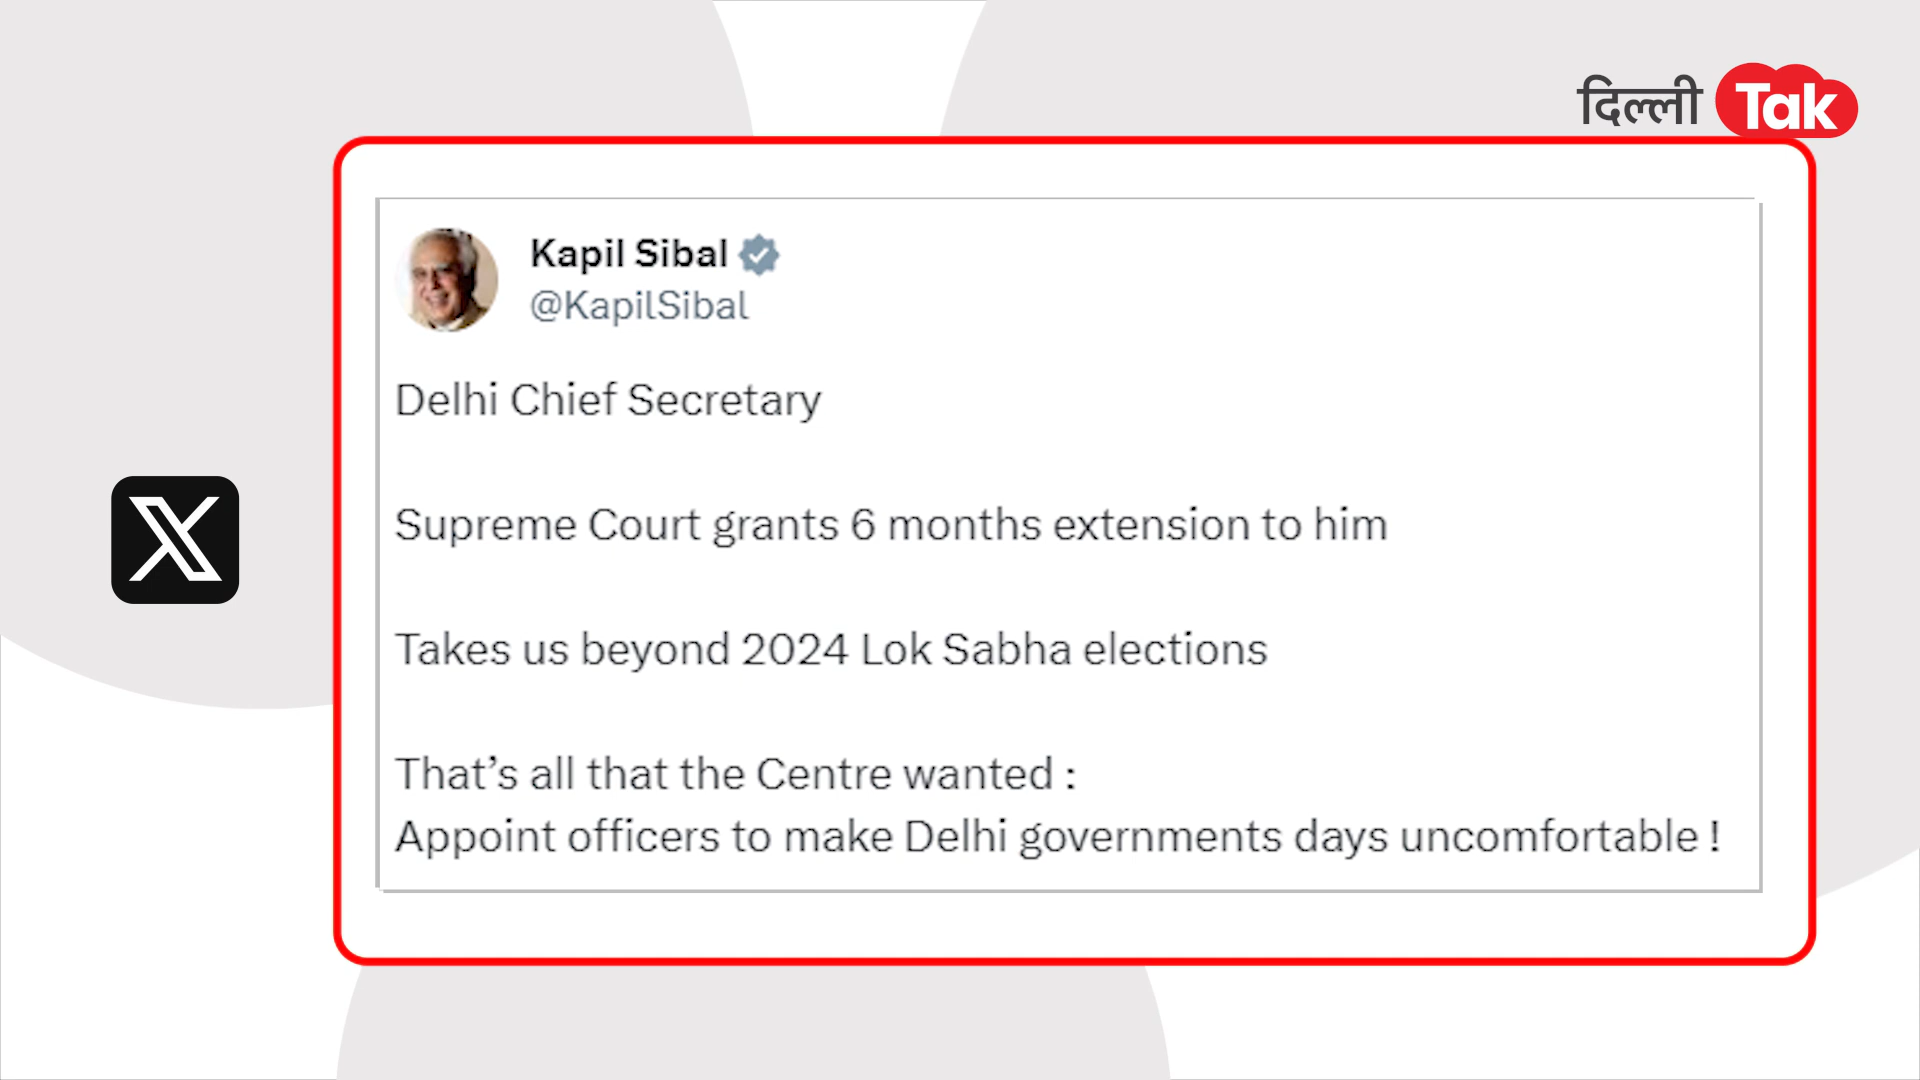 दिल्ली Tak
Kapil Sibal
@KapilSibal
Delhi Chief Secretary
Supreme Court grants 6 months extension to him
Takes us beyond 2024 Lok Sabha elections
That’s all that the Centre wanted :
Appoint officers to make Delhi governments days uncomfortable !